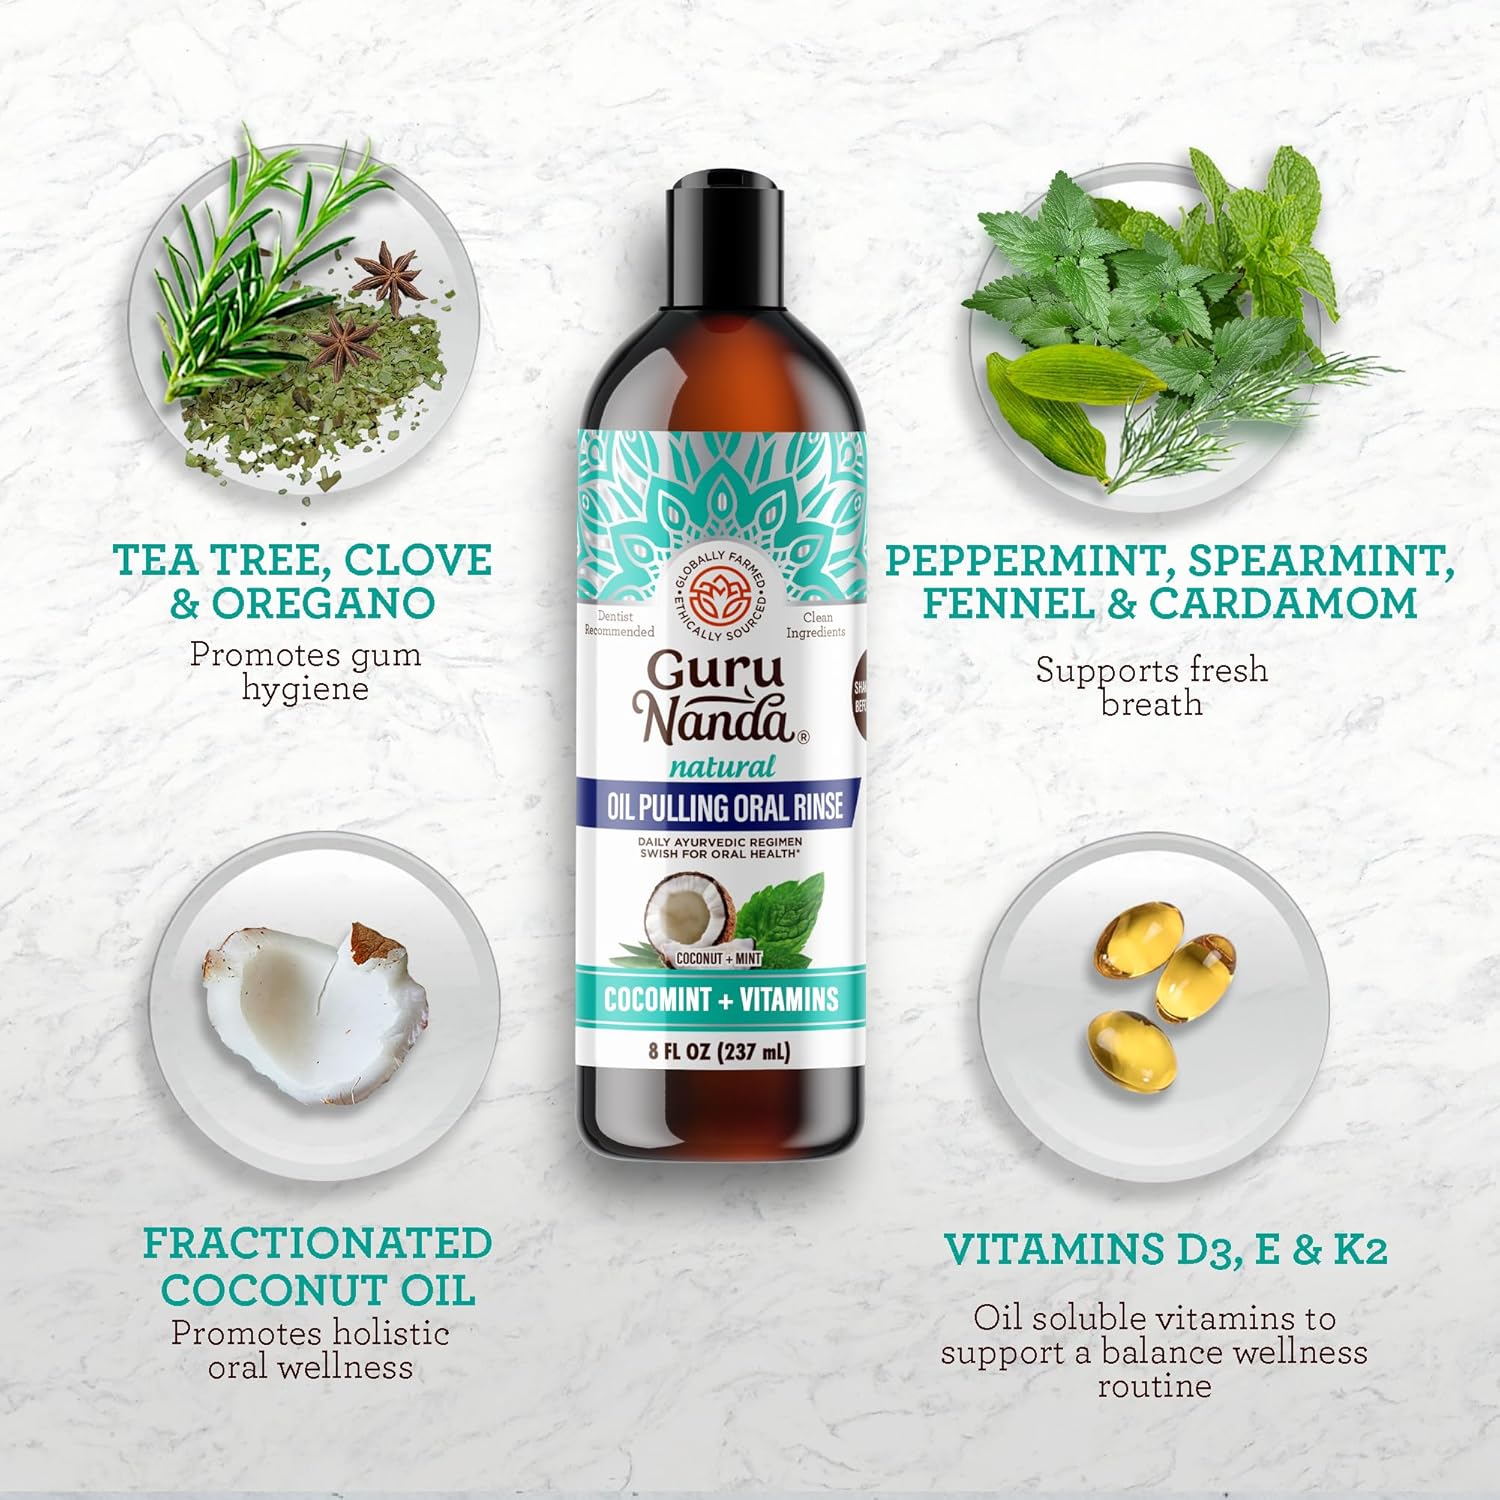 TEA TREE, CLOVE
& OREGANO
Promotes gum
hygiene
PEPPERMINT, SPEARMINT,
FENNEL & CARDAMOM
Supports fresh
breath
GLOBALLY FARMED
ETHICALLY SOURCED
Dentist
Recommended
Clean
Ingredients
Guru
Nanda®
natural
OIL PULLING ORAL RINSE
DAILY AYURVEDIC REGIMEN
SWISH FOR ORAL HEALTH*
COCONUT + MINT
COCOMINT + VITAMINS
8 FL OZ (237 mL)
FRACTIONATED
COCONUT OIL
Promotes holistic
oral wellness
VITAMINS D3, E & K2
Oil soluble vitamins to
support a balance wellness
routine